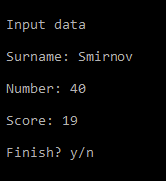 Input data
Surname: Smirnov
Number: 40
Score: 19
Finish? y/n